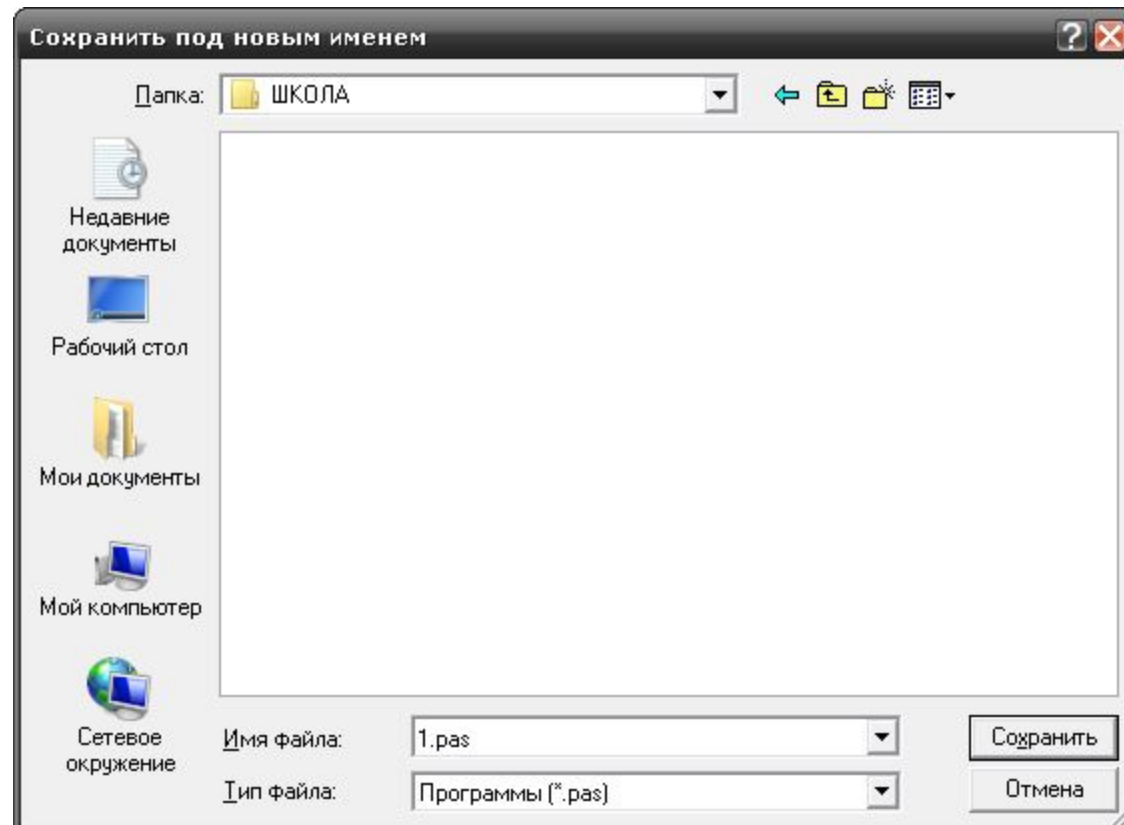 Сохранить под новым именем
Папка: ШКОЛА
Недавние
документы
Рабочий стол
Мои документы
Мой компьютер
Сетевое
окружение
Имя файла: 1.pas Сохранить
Тип файла: Программы (*.pas) Отмена